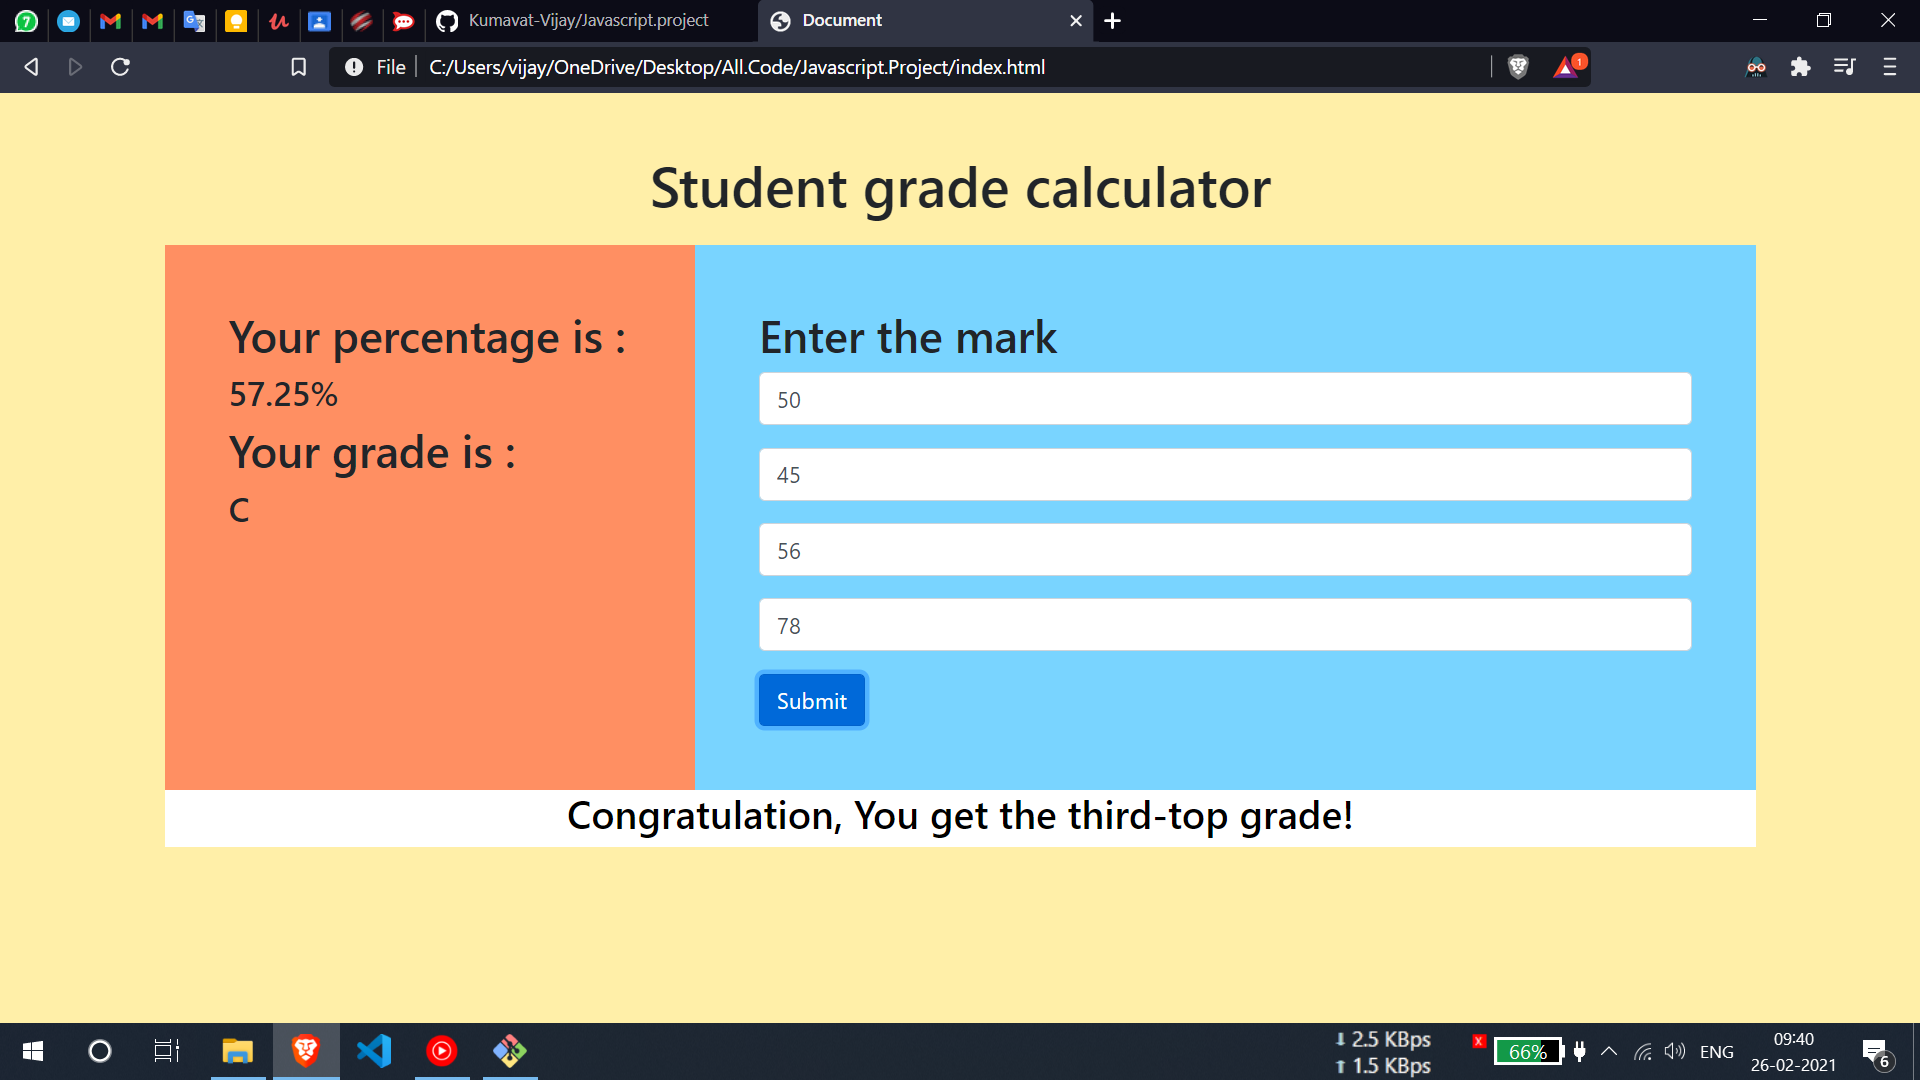 7
Kumavat-Vijay/Javascript.project
Document
File
C:/Users/vijay/OneDrive/Desktop/All.Code/Javascript.Project/index.html
1
Student grade calculator
Your percentage is :
57.25%
Your grade is :
C
Enter the mark
50
45
56
78
Submit
Congratulation, You get the third-top grade!
2.5 KBps
1.5 KBps
X
66%
ENG
09:40
26-02-2021
6